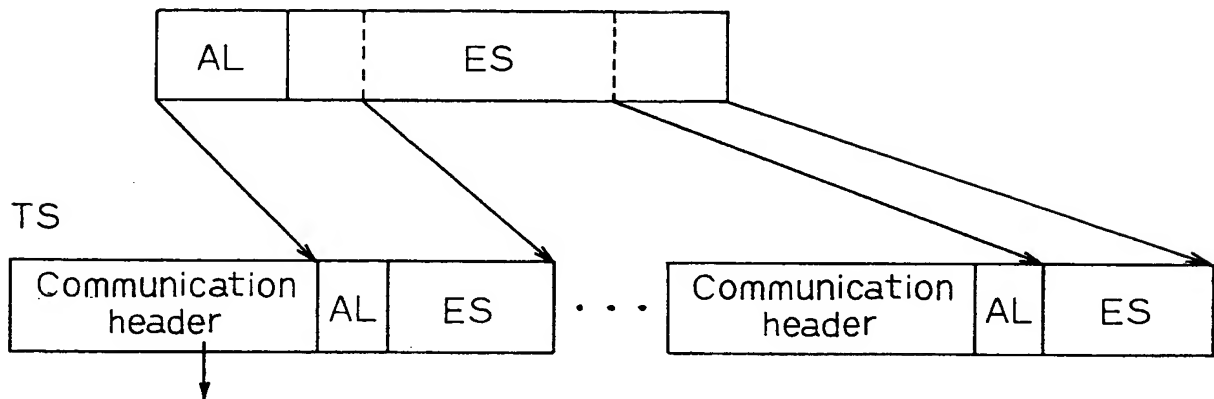 AL ES
TS
Communication header AL ES ... Communication header AL ES